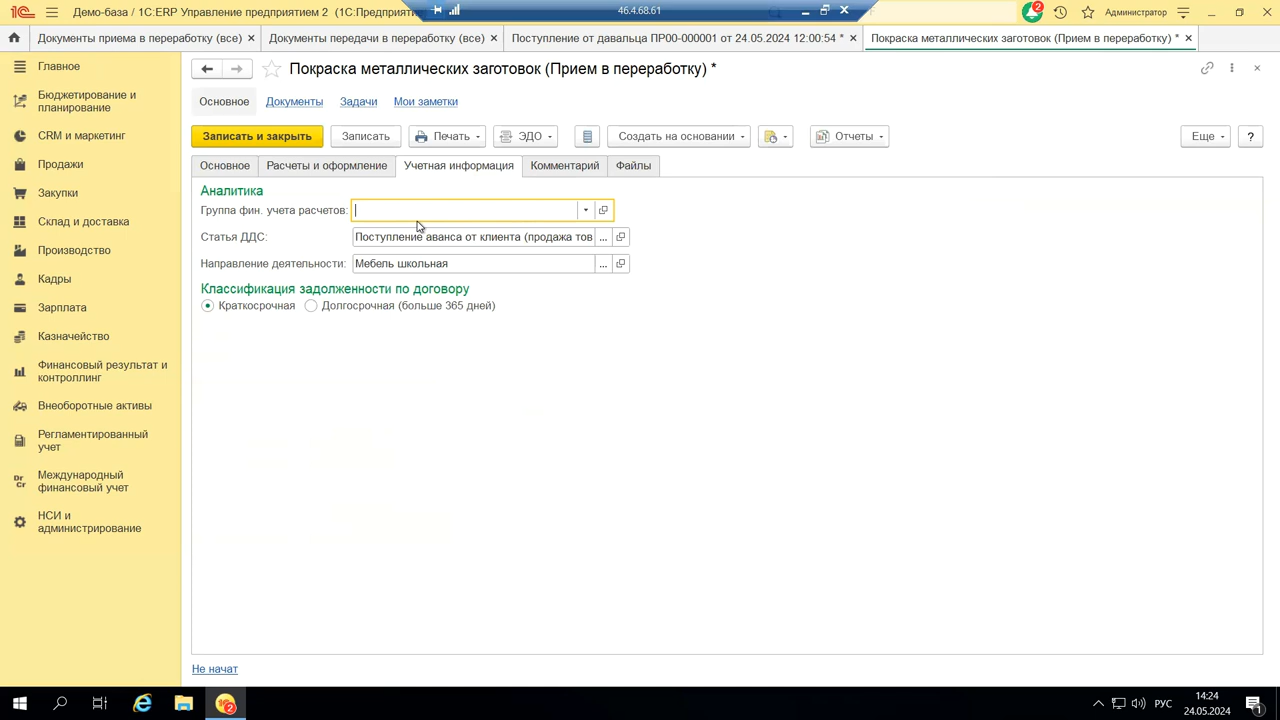 Демо-база / 1С:ERP Управление предприятием 2 (1С:Предприятие
46.4.68.61
2
Администратор
Документы приема в переработку (все)
Документы передачи в переработку (все)
Поступление от давальца ПР00-000001 от 24.05.2024 12:00:54 *
Покраска металлических заготовок (Прием в переработку) *
Главное
Бюджетирование и
планирование
CRM и маркетинг
Продажи
Закупки
Склад и доставка
Производство
Кадры
Зарплата
Казначейство
Финансовый результат и
контроллинг
Внеоборотные активы
Регламентированный
учет
Международный
финансовый учет
НСИ и
администрирование
Покраска металлических заготовок (Прием в переработку) *
Основное Документы Задачи Мои заметки
Записать и закрыть Записать Печать ЭДО Создать на основании Отчеты Еще ?
Основное Расчеты и оформление Учетная информация Комментарий Файлы
Аналитика
Группа фин. учета расчетов:
Статья ДДС: Поступление аванса от клиента (продажа тов ...
Направление деятельности: Мебель школьная ...
Классификация задолженности по договору
Краткосрочная Долгосрочная (больше 365 дней)
Не начат
2
РУС
14:24
24.05.2024
1